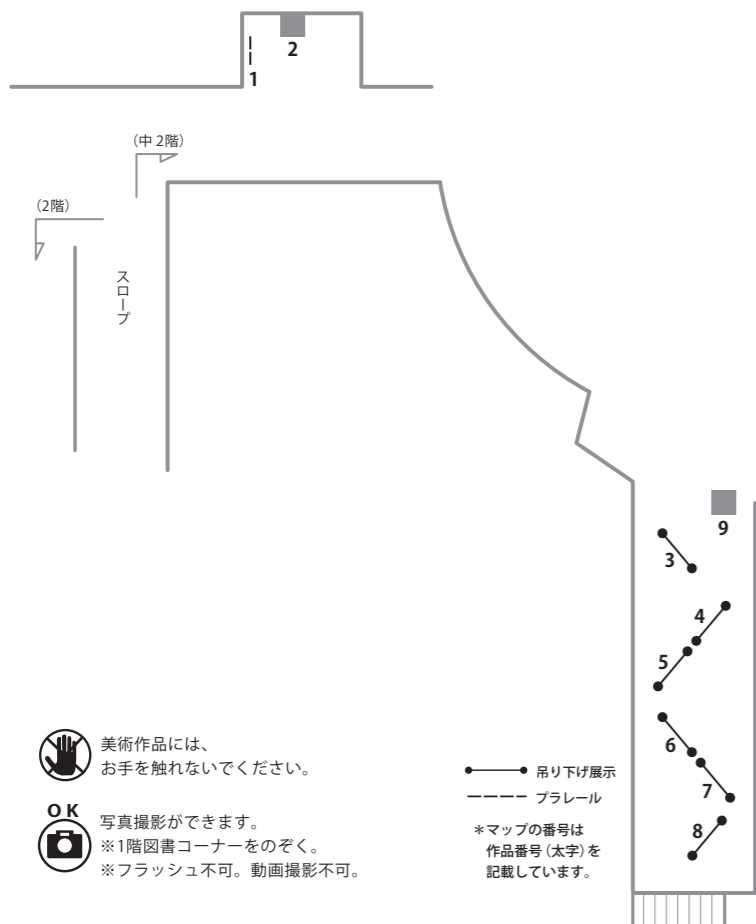 1
2
(中 2階)
(2階)
スロープ
9
3
4
5
6
7
8
美術作品には、
お手を触れないでください。
OK
写真撮影ができます。
※1階図書コーナーをのぞく。
※フラッシュ不可。動画撮影不可。
吊り下げ展示
プラレール
＊マップの番号は
作品番号（太字）を
記載しています。